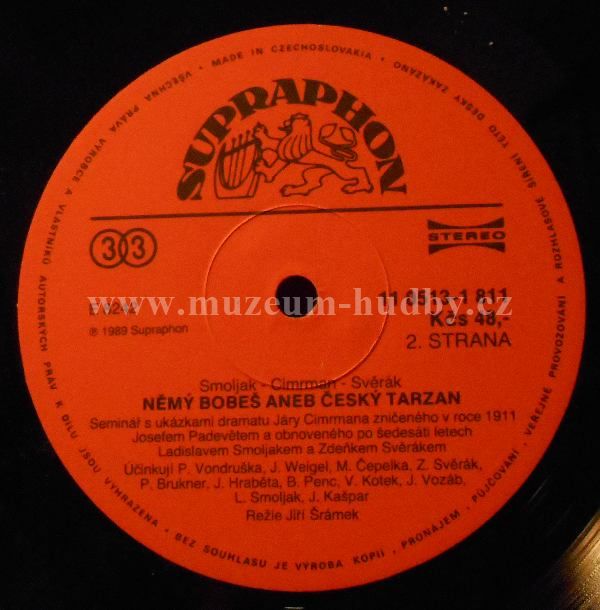 • MADE IN CZECHOSLOVAKIA • VŠECHNA PRÁVA VÝROBCE A VLASTNÍKŮ AUTORSKÝCH PRÁV K DÍLU JSOU VYHRAZENA • BEZ SOUHLASU JE VÝROBA KOPIÍ, PRONÁJEM, PŮJČOVÁNÍ, VEŘEJNÉ PROVOZOVÁNÍ A ROZHLASOVÉ ŠÍŘENÍ TÉTO DESKY ZAKÁZÁNO
SUPRAPHON
33
STEREO
11 0513-1 811
www.muzeum-hudby.cz
Kčs 48,-
℗ 1989 Supraphon
2. STRANA
Smoljak - Cimrman - Svěrák
NĚMÝ BOBEŠ ANEB ČESKÝ TARZAN
Seminář s ukázkami dramatu Járy Cimrmana zničeného v roce 1911
Josefem Padevětem a obnoveného po šedesáti letech
Ladislavem Smoljakem a Zdeňkem Svěrákem
Účinkují P. Vondruška, J. Weigel, M. Čepelka, Z. Svěrák,
P. Brukner, J. Hraběta, B. Penc, V. Kotek, J. Vozáb,
L. Smoljak, J. Kašpar
Režie Jiří Šrámek